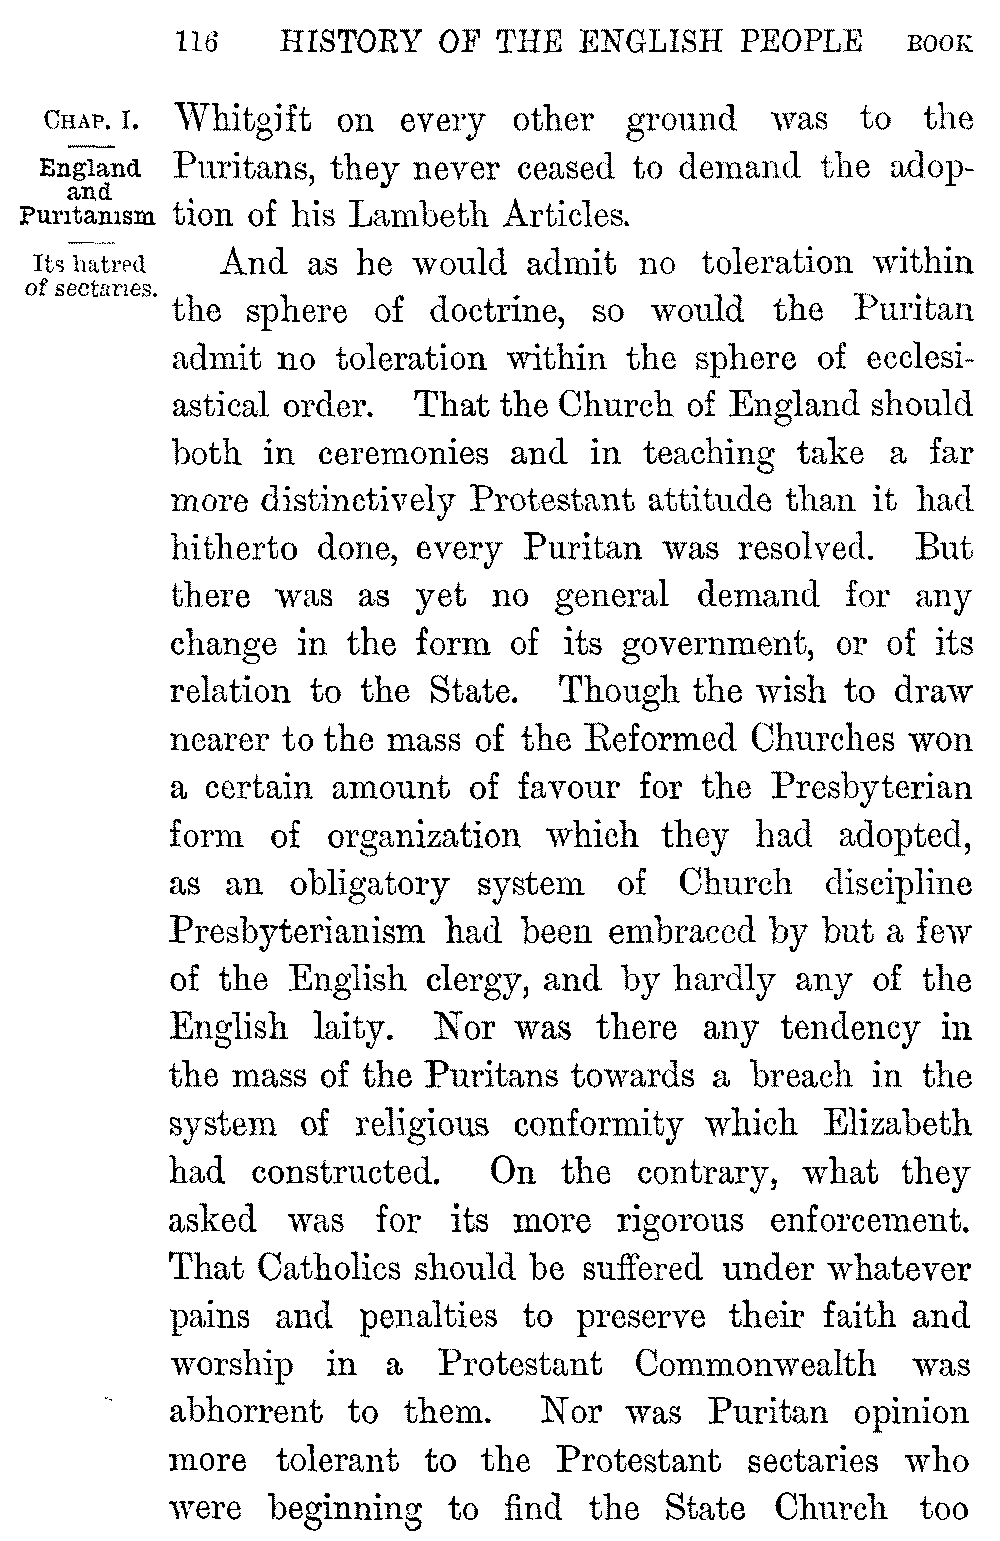 116 HISTORY OF THE ENGLISH PEOPLE BOOK
CHAP. I.
England
and
Puritanism
Its hatred
of sectaries.
Whitgift on every other ground was to the
Puritans, they never ceased to demand the adop-
tion of his Lambeth Articles.
And as he would admit no toleration within
the sphere of doctrine, so would the Puritan
admit no toleration within the sphere of ecclesi-
astical order. That the Church of England should
both in ceremonies and in teaching take a far
more distinctively Protestant attitude than it had
hitherto done, every Puritan was resolved. But
there was as yet no general demand for any
change in the form of its government, or of its
relation to the State. Though the wish to draw
nearer to the mass of the Reformed Churches won
a certain amount of favour for the Presbyterian
form of organization which they had adopted,
as an obligatory system of Church discipline
Presbyterianism had been embraced by but a few
of the English clergy, and by hardly any of the
English laity. Nor was there any tendency in
the mass of the Puritans towards a breach in the
system of religious conformity which Elizabeth
had constructed. On the contrary, what they
asked was for its more rigorous enforcement.
That Catholics should be suffered under whatever
pains and penalties to preserve their faith and
worship in a Protestant Commonwealth was
abhorrent to them. Nor was Puritan opinion
more tolerant to the Protestant sectaries who
were beginning to find the State Church too